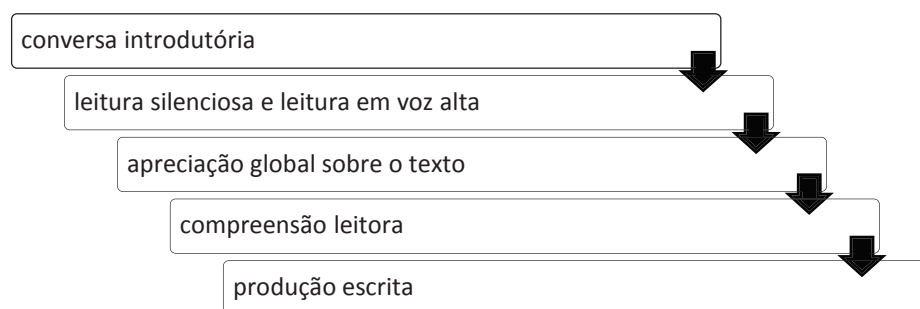 conversa introdutória
leitura silenciosa e leitura em voz alta
apreciação global sobre o texto
compreensão leitora
produção escrita